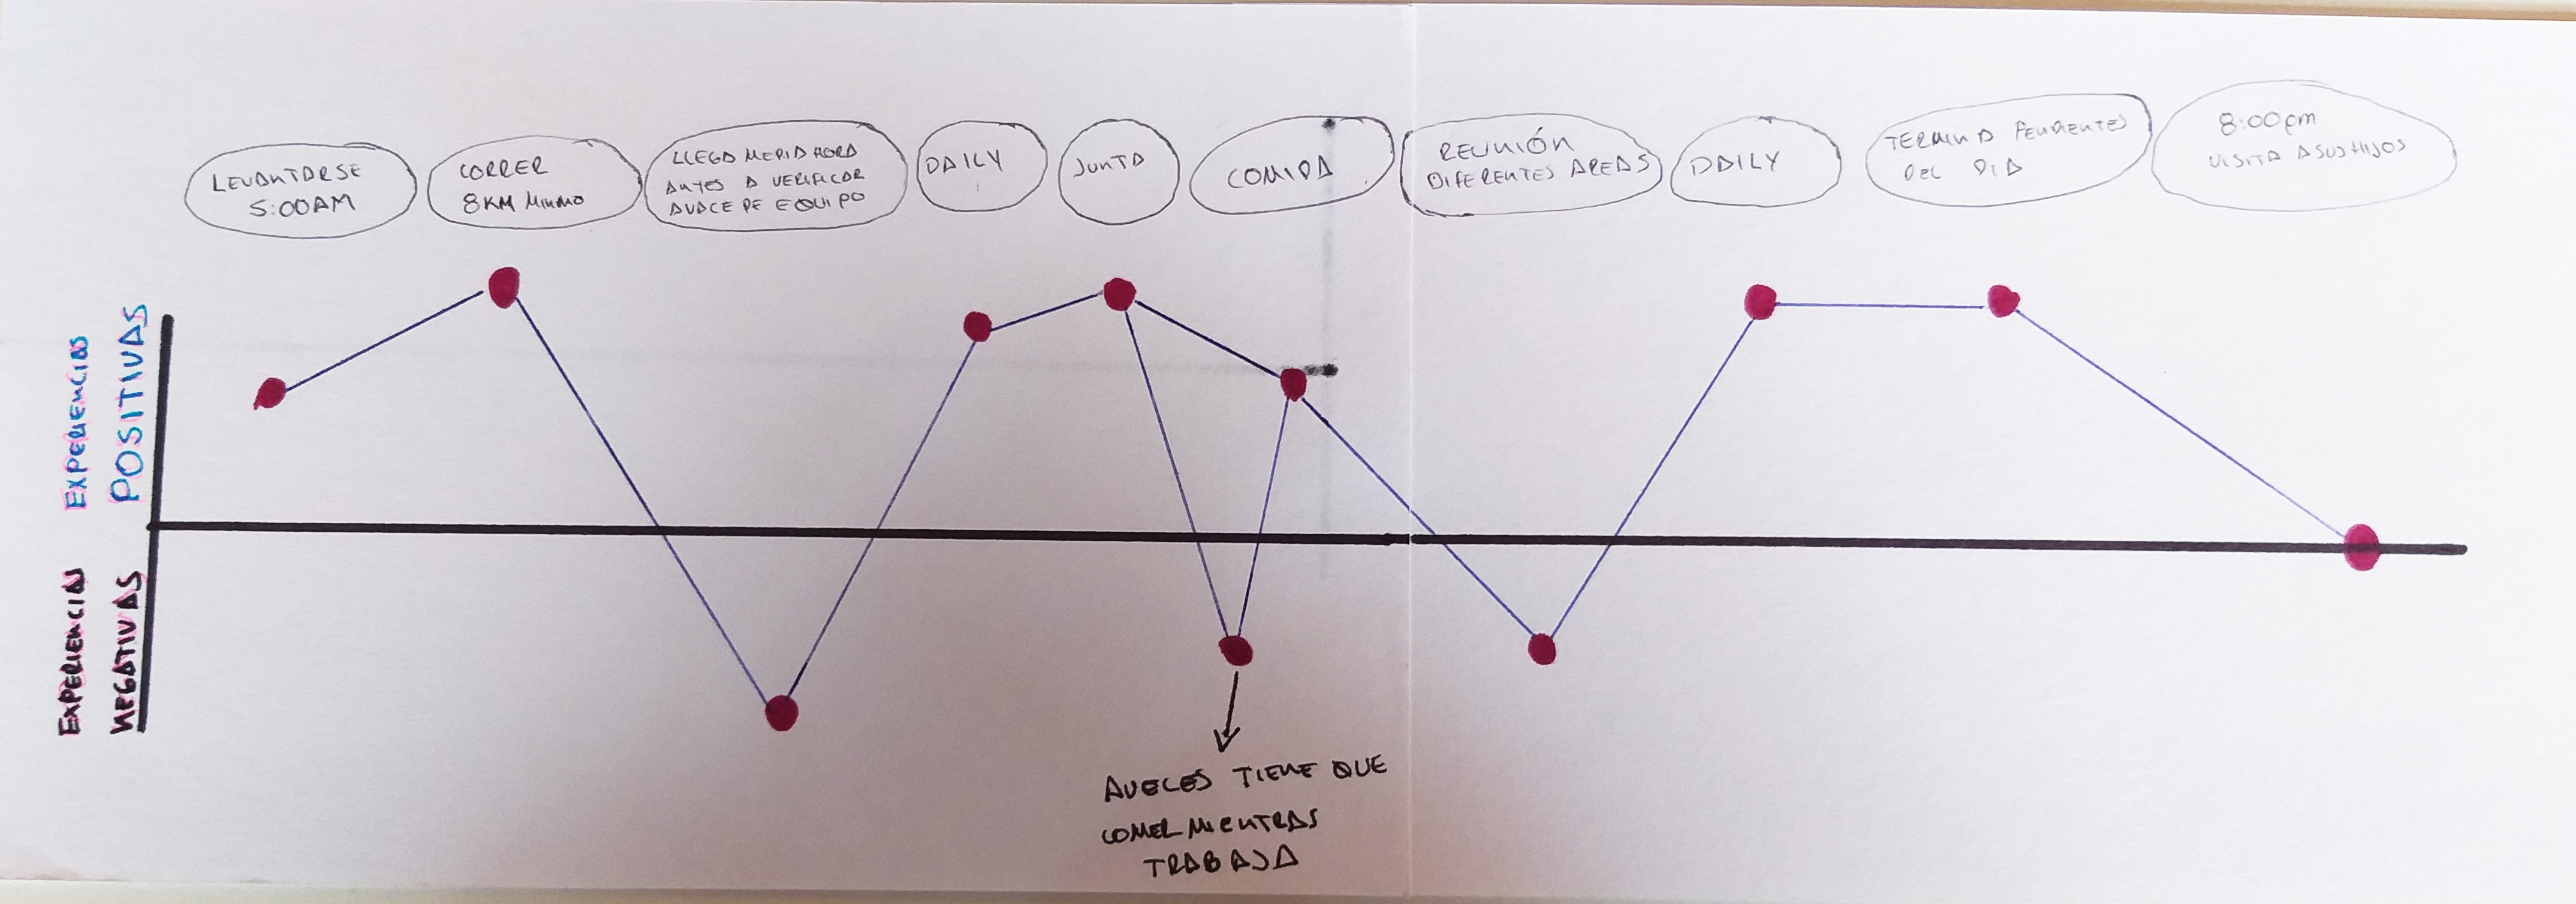 LEVANTARSE
5:00AM
CORRER
8KM MINIMO
LLEGA MEDIA HORA
ANTES A VERIFICAR
AVACE DE EQUIPO
DAILY
JUNTA
COMIDA
REUNIÓN
DIFERENTES AREAS
DAILY
TERMINA PENDIENTES
DEL DIA
8:00pm
VISITA A SUS HIJOS
EXPERIENCIAS
POSITIVAS
EXPERIENCIAS
NEGATIVAS
AVECES TIENE QUE
COMER MIENTRAS
TRABAJA